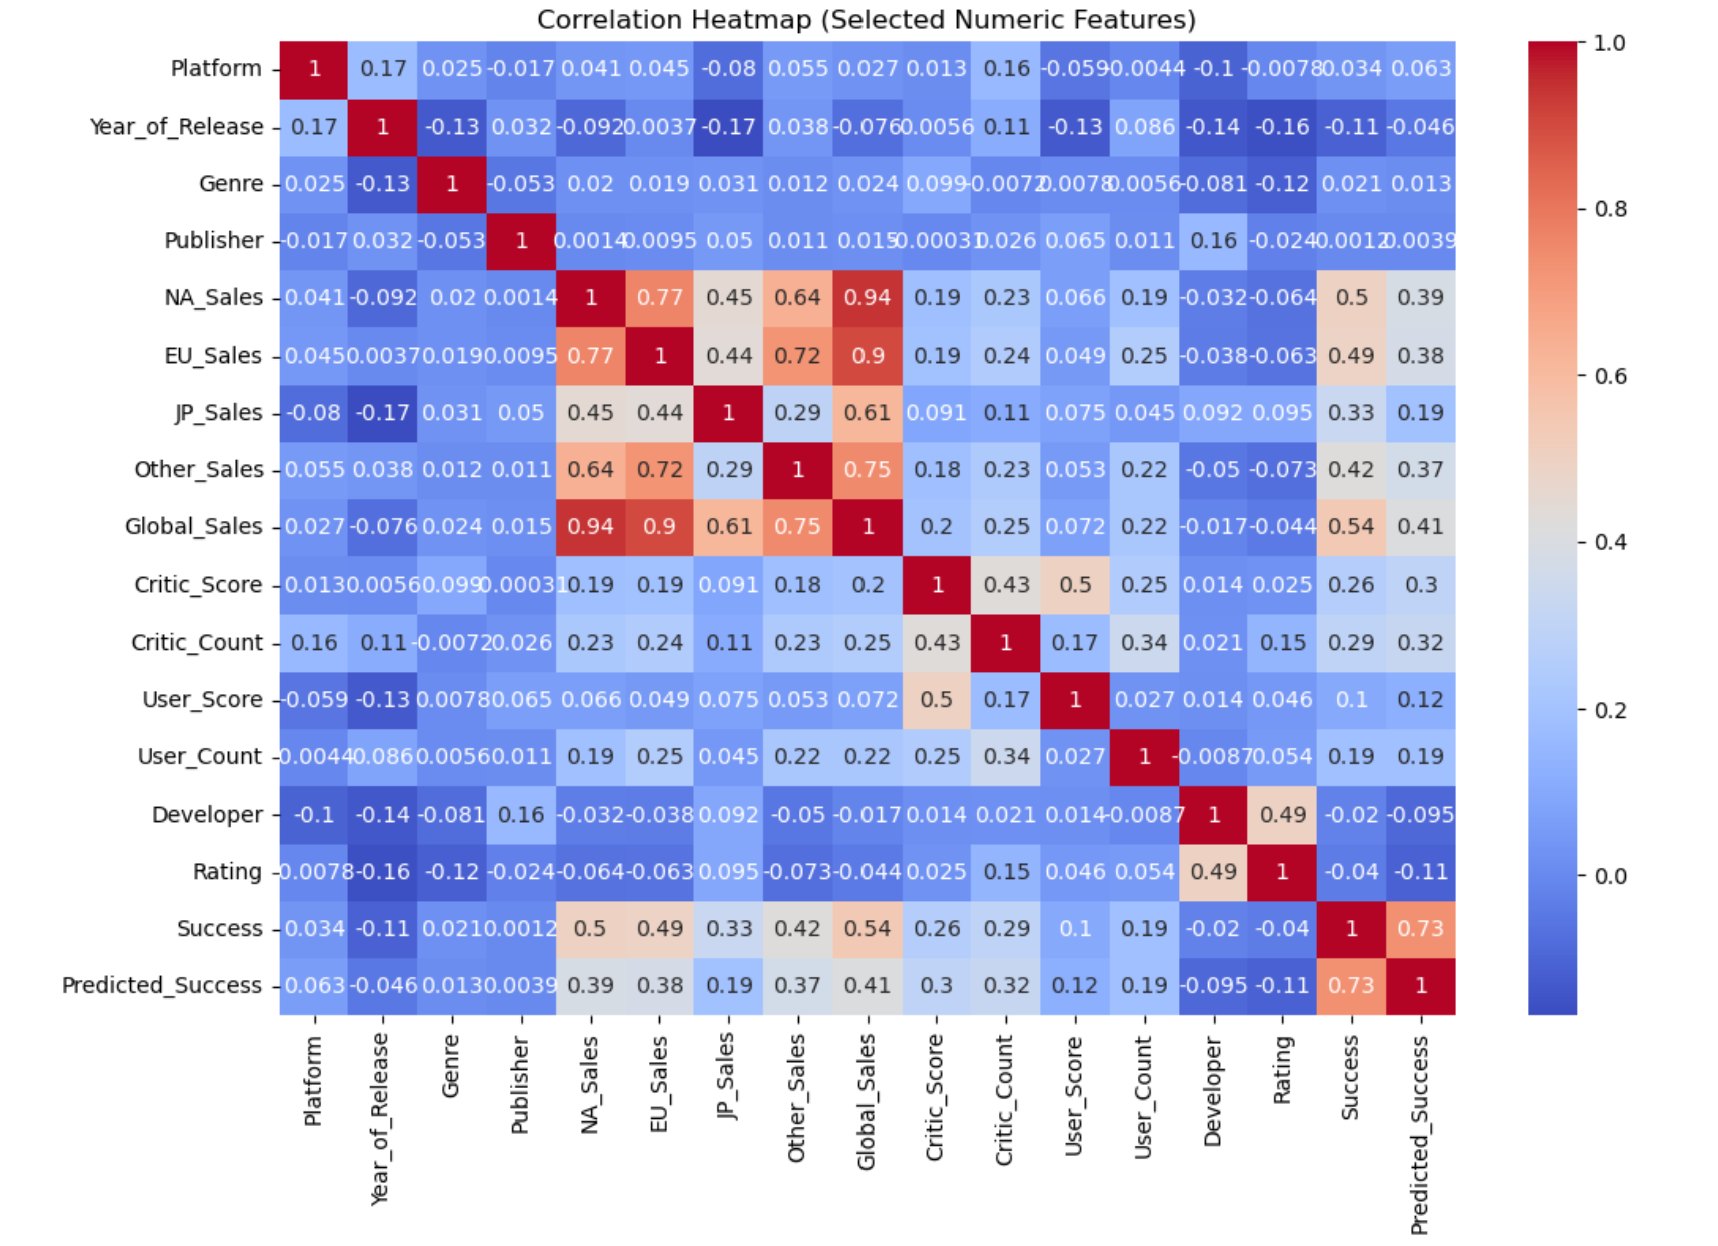 Correlation Heatmap (Selected Numeric Features)
Platform 1 0.17 0.025 -0.017 0.041 0.045 -0.08 0.055 0.027 0.013 0.16 -0.059 -0.0044 -0.1 -0.0078 0.034 0.063
Year_of_Release 0.17 1 -0.13 0.032 -0.092 0.0037 -0.17 0.038 -0.076 0.0056 0.11 -0.13 0.086 -0.14 -0.16 -0.11 -0.046
Genre 0.025 -0.13 1 -0.053 0.02 0.019 0.031 0.012 0.024 0.099 -0.0072 0.0078 0.0056 -0.081 -0.12 0.021 0.013
Publisher -0.017 0.032 -0.053 1 0.0014 0.0095 0.05 0.011 0.015 0.00031 0.026 0.065 0.011 0.16 -0.024 0.0012 0.0039
NA_Sales 0.041 -0.092 0.02 0.0014 1 0.77 0.45 0.64 0.94 0.19 0.23 0.066 0.19 -0.032 -0.064 0.5 0.39
EU_Sales 0.045 0.0037 0.019 0.0095 0.77 1 0.44 0.72 0.9 0.19 0.24 0.049 0.25 -0.038 -0.063 0.49 0.38
JP_Sales -0.08 -0.17 0.031 0.05 0.45 0.44 1 0.29 0.61 0.091 0.11 0.075 0.045 0.092 0.095 0.33 0.19
Other_Sales 0.055 0.038 0.012 0.011 0.64 0.72 0.29 1 0.75 0.18 0.23 0.053 0.22 -0.05 -0.073 0.42 0.37
Global_Sales 0.027 -0.076 0.024 0.015 0.94 0.9 0.61 0.75 1 0.2 0.25 0.072 0.22 -0.017 -0.044 0.54 0.41
Critic_Score 0.013 0.0056 0.099 0.00031 0.19 0.19 0.091 0.18 0.2 1 0.43 0.5 0.25 0.014 0.025 0.26 0.3
Critic_Count 0.16 0.11 -0.0072 0.026 0.23 0.24 0.11 0.23 0.25 0.43 1 0.17 0.34 0.021 0.15 0.29 0.32
User_Score -0.059 -0.13 0.0078 0.065 0.066 0.049 0.075 0.053 0.072 0.5 0.17 1 0.027 0.014 0.046 0.1 0.12
User_Count -0.0044 0.086 0.0056 0.011 0.19 0.25 0.045 0.22 0.22 0.25 0.34 0.027 1 -0.0087 0.054 0.19 0.19
Developer -0.1 -0.14 -0.081 0.16 -0.032 -0.038 0.092 -0.05 -0.017 0.014 0.021 0.014 -0.0087 1 0.49 -0.02 -0.095
Rating -0.0078 -0.16 -0.12 -0.024 -0.064 -0.063 0.095 -0.073 -0.044 0.025 0.15 0.046 0.054 0.49 1 -0.04 -0.11
Success 0.034 -0.11 0.021 0.0012 0.5 0.49 0.33 0.42 0.54 0.26 0.29 0.1 0.19 -0.02 -0.04 1 0.73
Predicted_Success 0.063 -0.046 0.013 0.0039 0.39 0.38 0.19 0.37 0.41 0.3 0.32 0.12 0.19 -0.095 -0.11 0.73 1
Platform
Year_of_Release
Genre
Publisher
NA_Sales
EU_Sales
JP_Sales
Other_Sales
Global_Sales
Critic_Score
Critic_Count
User_Score
User_Count
Developer
Rating
Success
Predicted_Success
1.0
0.8
0.6
0.4
0.2
0.0